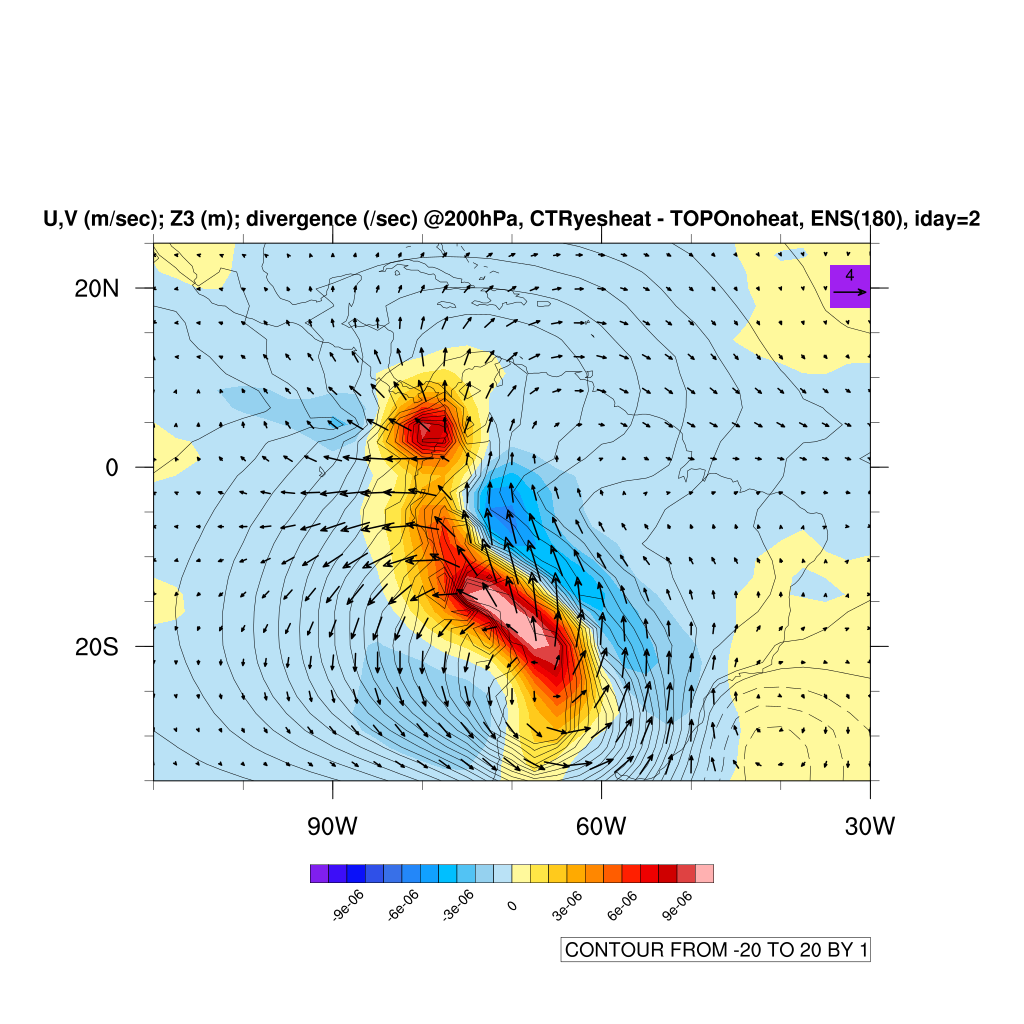 U,V (m/sec); Z3 (m); divergence (/sec) @200hPa, CTRyesheat - TOPOnoheat, ENS(180), iday=2
4
20N
0
20S
90W 60W 30W
-9e-06 -6e-06 -3e-06 0 3e-06 6e-06 9e-06
CONTOUR FROM -20 TO 20 BY 1